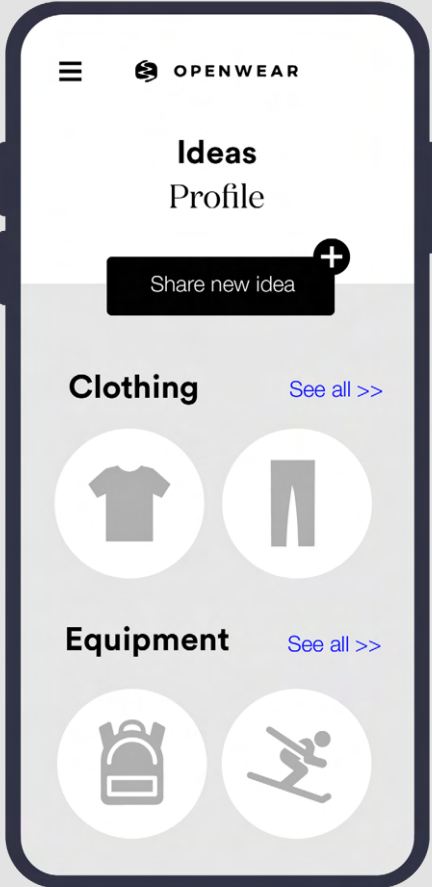 OPENWEAR
Ideas
Profile
Share new idea
Clothing
See all >>
Equipment
See all >>